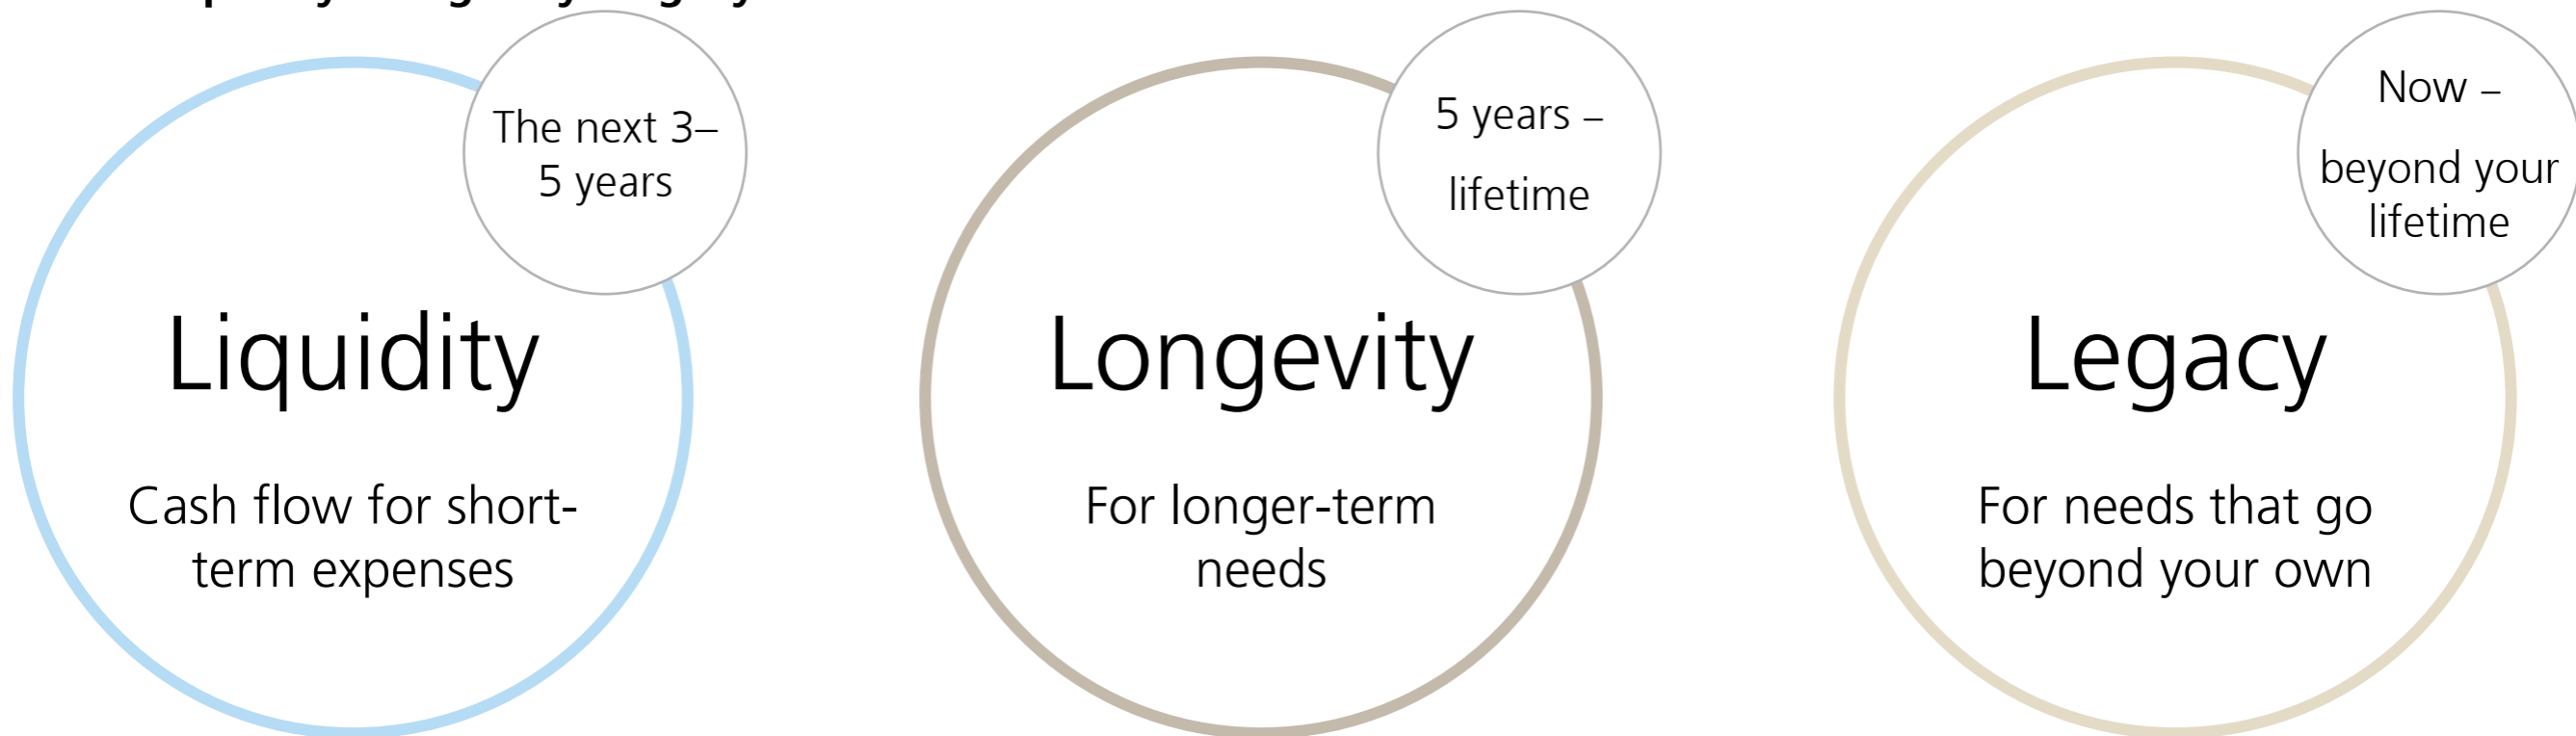 The next 3–
5 years
Liquidity
Cash flow for short-
term expenses
5 years –
lifetime
Longevity
For longer-term
needs
Now –
beyond your
lifetime
Legacy
For needs that go
beyond your own